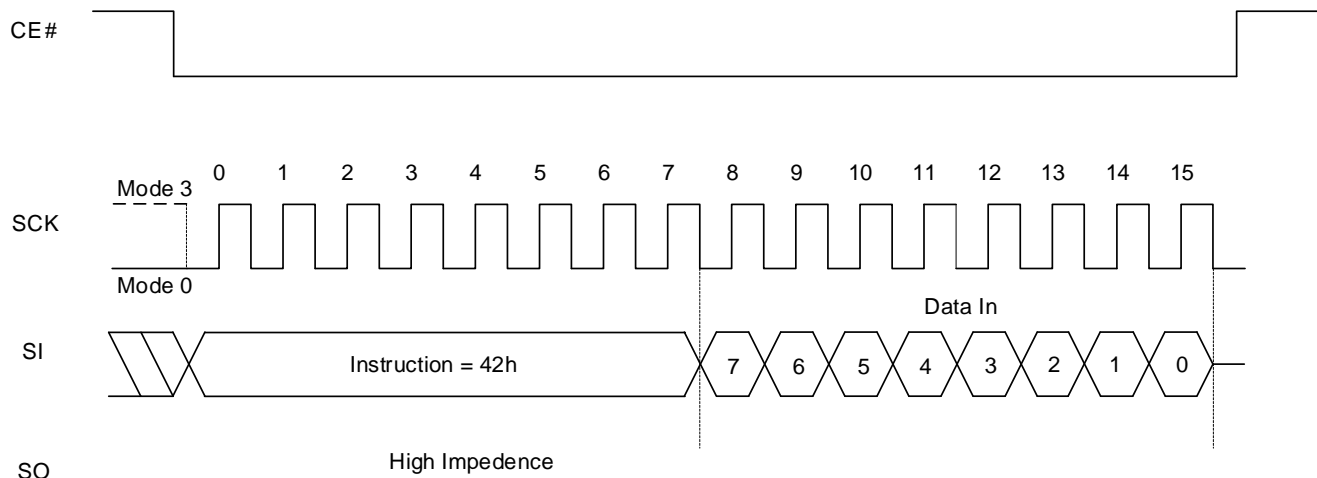 CE#
0 1 2 3 4 5 6 7 8 9 10 11 12 13 14 15
Mode 3
SCK
Mode 0
Data In
SI
Instruction = 42h
7 6 5 4 3 2 1 0
High Impedence
SO